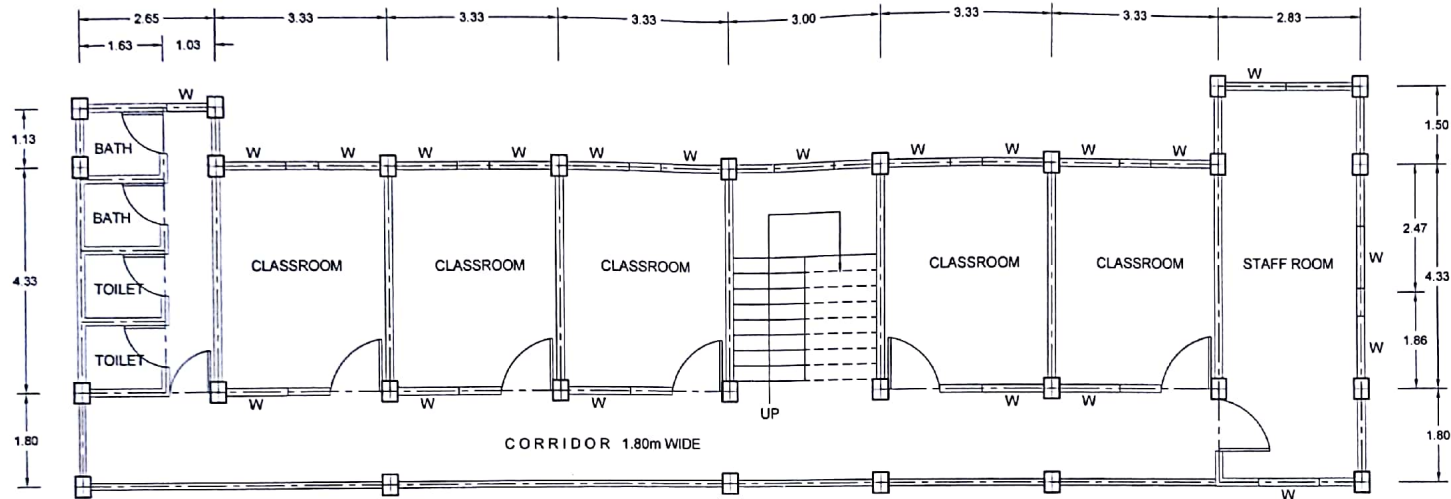 2.65 3.33 3.33 3.33 3.00 3.33 3.33 2.83
1.63 1.03
W
W
1.13
1.50
BATH
W W W W W W W W W W
BATH
2.47
4.33
CLASSROOM CLASSROOM CLASSROOM CLASSROOM CLASSROOM STAFF ROOM
W
4.33
TOILET
1.86
W
TOILET
W W W W W
UP
1.80
CORRIDOR 1.80m WIDE
1.80
W